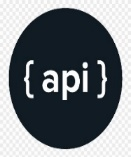 { api }